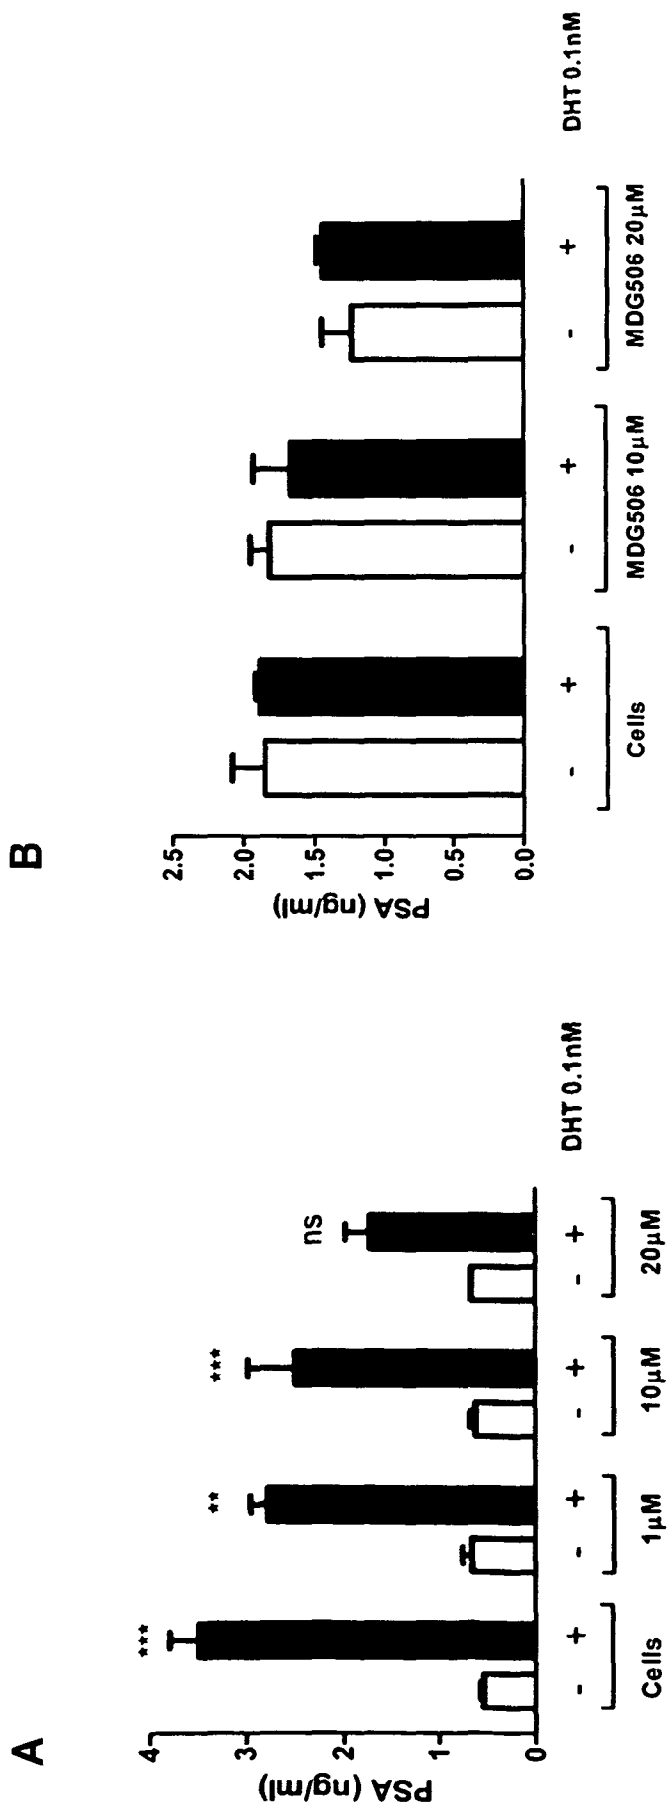 A
PSA (ng/ml)
4
3
2
1
0
***
**
***
ns
- + - + - + - + DHT 0.1nM
Cells 1µM 10µM 20µM
B
PSA (ng/ml)
2.5
2.0
1.5
1.0
0.5
0.0
- + - + - + DHT 0.1nM
Cells MDG506 10µM MDG506 20µM